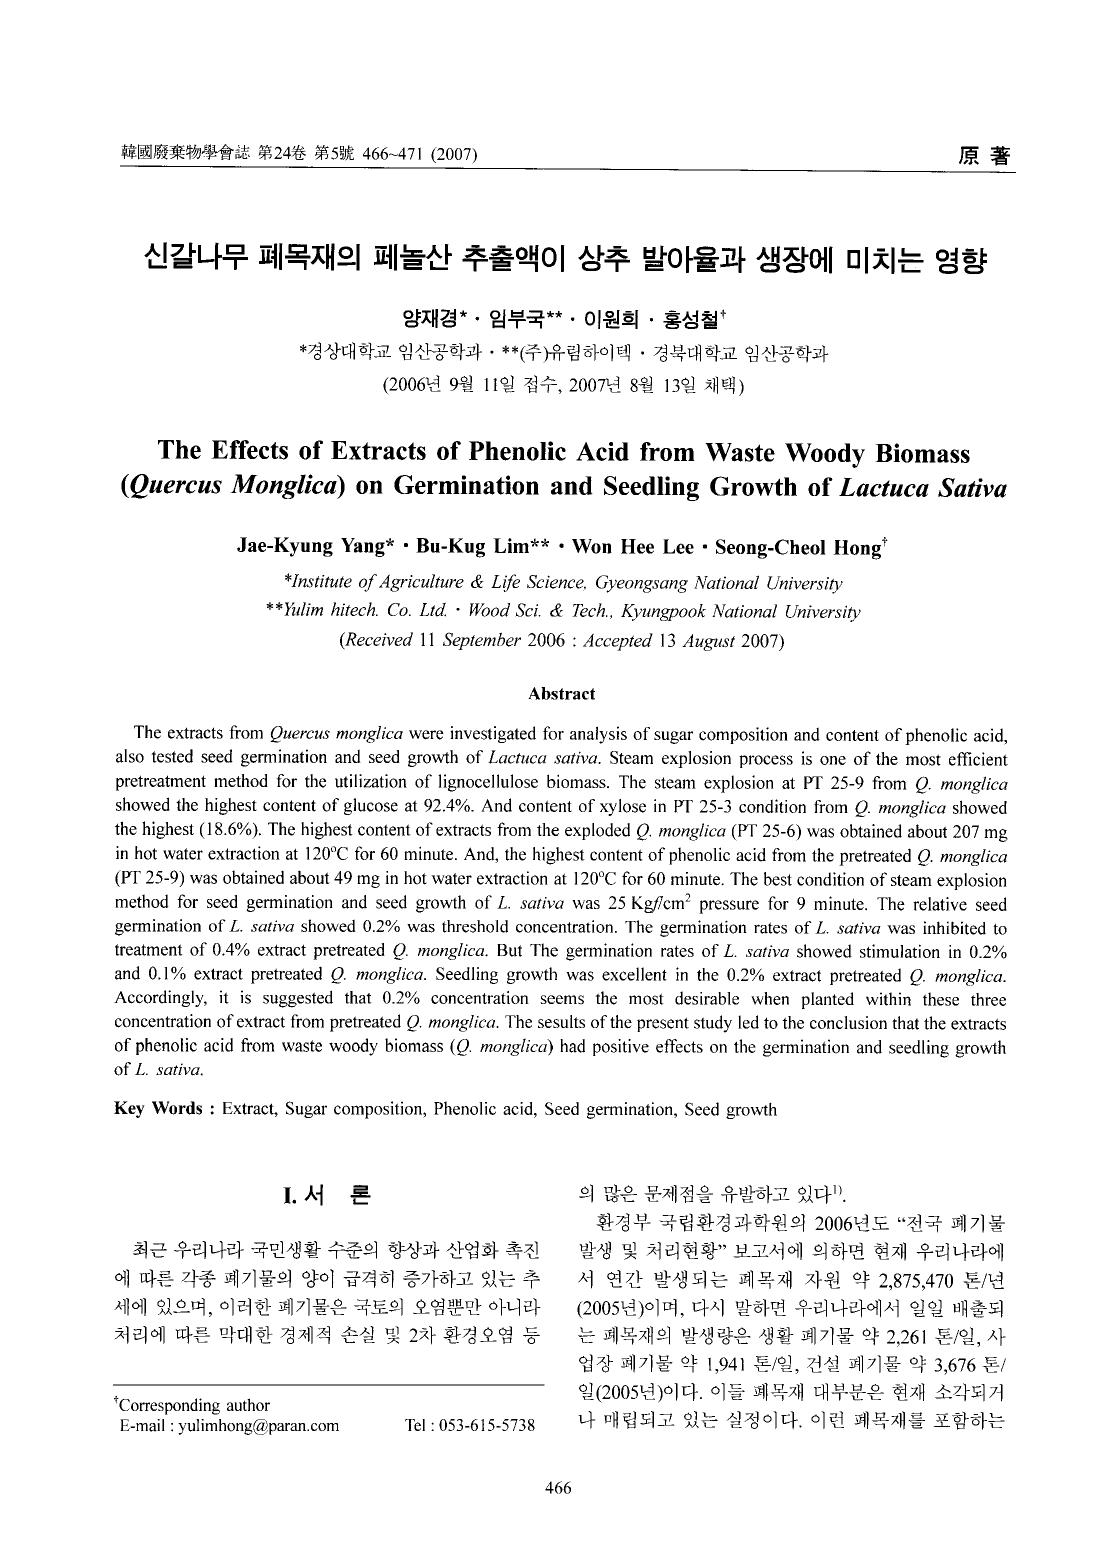 韓國廢棄物學會誌 第24卷 第5號 466~471 (2007)
原 著
신갈나무 폐목재의 페놀산 추출액이 상추 발아율과 생장에 미치는 영향
양재경* · 임부국** · 이원희 · 홍성철†
*경상대학교 임산공학과 · **(주)유림하이텍 · 경북대학교 임산공학과
(2006년 9월 11일 접수, 2007년 8월 13일 채택)
The Effects of Extracts of Phenolic Acid from Waste Woody Biomass
(Quercus Monglica) on Germination and Seedling Growth of Lactuca Sativa
Jae-Kyung Yang* · Bu-Kug Lim** · Won Hee Lee · Seong-Cheol Hong†
*Institute of Agriculture & Life Science, Gyeongsang National University
**Yulim hitech. Co. Ltd. · Wood Sci. & Tech., Kyungpook National University
(Received 11 September 2006 : Accepted 13 August 2007)
Abstract
The extracts from Quercus monglica were investigated for analysis of sugar composition and content of phenolic acid,
also tested seed germination and seed growth of Lactuca sativa. Steam explosion process is one of the most efficient
pretreatment method for the utilization of lignocellulose biomass. The steam explosion at PT 25-9 from Q. monglica
showed the highest content of glucose at 92.4%. And content of xylose in PT 25-3 condition from Q. monglica showed
the highest (18.6%). The highest content of extracts from the exploded Q. monglica (PT 25-6) was obtained about 207 mg
in hot water extraction at 120°C for 60 minute. And, the highest content of phenolic acid from the pretreated Q. monglica
(PT 25-9) was obtained about 49 mg in hot water extraction at 120°C for 60 minute. The best condition of steam explosion
method for seed germination and seed growth of L. sativa was 25 Kgf/cm² pressure for 9 minute. The relative seed
germination of L. sativa showed 0.2% was threshold concentration. The germination rates of L. sativa was inhibited to
treatment of 0.4% extract pretreated Q. monglica. But The germination rates of L. sativa showed stimulation in 0.2%
and 0.1% extract pretreated Q. monglica. Seedling growth was excellent in the 0.2% extract pretreated Q. monglica.
Accordingly, it is suggested that 0.2% concentration seems the most desirable when planted within these three
concentration of extract from pretreated Q. monglica. The sesults of the present study led to the conclusion that the extracts
of phenolic acid from waste woody biomass (Q. monglica) had positive effects on the germination and seedling growth
of L. sativa.
Key Words : Extract, Sugar composition, Phenolic acid, Seed germination, Seed growth
I. 서 론
최근 우리나라 국민생활 수준의 향상과 산업화 촉진
에 따른 각종 폐기물의 양이 급격히 증가하고 있는 추
세에 있으며, 이러한 폐기물은 국토의 오염뿐만 아니라
처리에 따른 막대한 경제적 손실 및 2차 환경오염 등
†Corresponding author
E-mail : yulimhong@paran.com Tel : 053-615-5738
의 많은 문제점을 유발하고 있다¹⁾.
환경부 국립환경과학원의 2006년도 “전국 폐기물
발생 및 처리현황” 보고서에 의하면 현재 우리나라에
서 연간 발생되는 폐목재 자원 약 2,875,470 톤/년
(2005년)이며, 다시 말하면 우리나라에서 일일 배출되
는 폐목재의 발생량은 생활 폐기물 약 2,261 톤/일, 사
업장 폐기물 약 1,941 톤/일, 건설 폐기물 약 3,676 톤/
일(2005년)이다. 이들 폐목재 대부분은 현재 소각되거
나 매립되고 있는 실정이다. 이런 폐목재를 포함하는
466